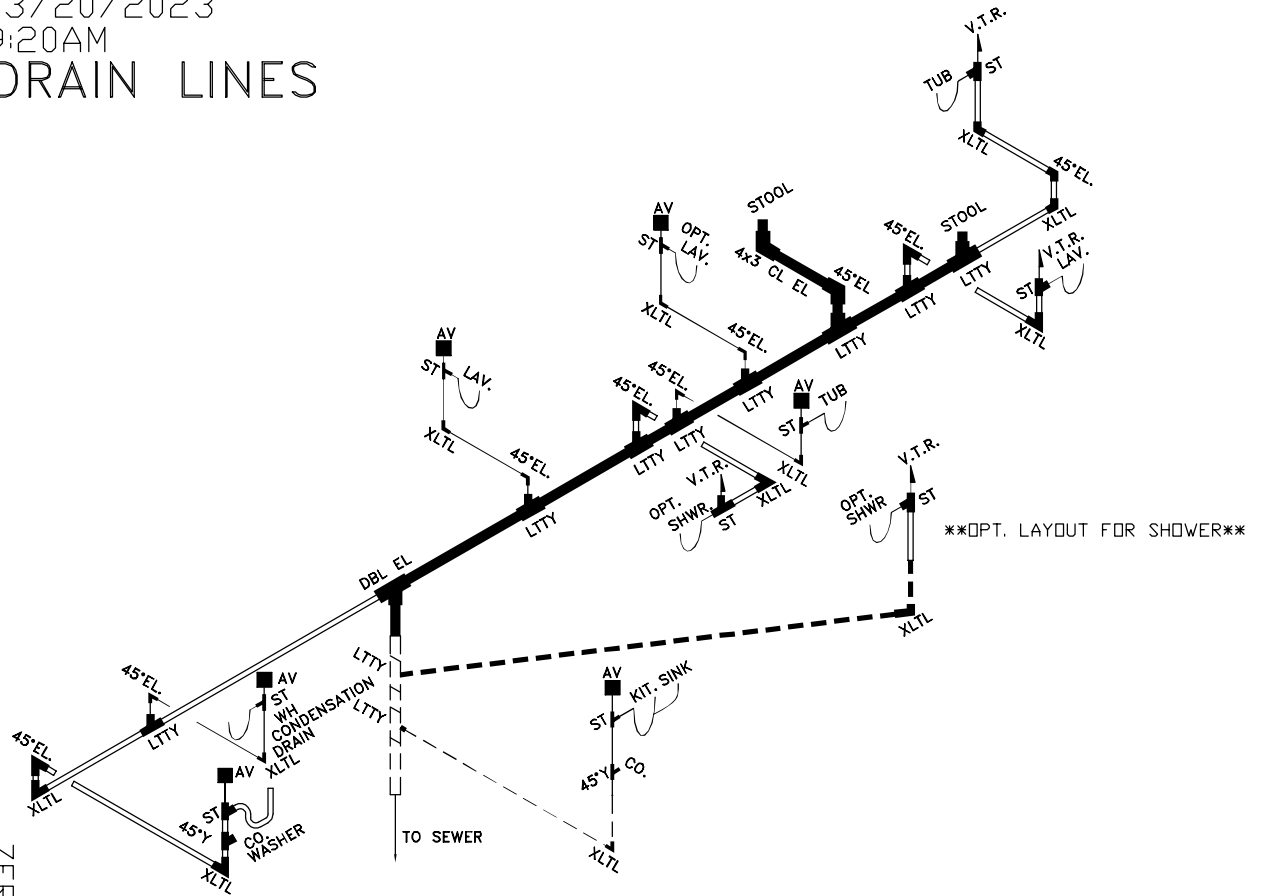 3/20/2023
9:20AM
DRAIN LINES
V.T.R.
ST
TUB
XLTL
45°EL.
XLTL
STOOL
AV
OPT.
LAV.
ST
XLTL
4x3 CL EL
45°EL
45°EL.
STOOL
LTTY
LTTY
LTTY
V.T.R.
LAV.
ST
XLTL
AV
ST
LAV.
XLTL
45°EL.
LTTY
45°EL.
45°EL.
45°EL.
LTTY
LTTY
LTTY
AV
TUB
ST
XLTL
V.T.R.
XLTL
OPT.
SHWR.
ST
V.T.R.
ST
OPT.
SHWR
XLTL
**OPT. LAYOUT FOR SHOWER**
DBL EL
LTTY
LTTY
45°EL.
LTTY
AV
ST
WH
CONDENSATION
DRAIN
XLTL
45°EL.
XLTL
AV
ST
45°Y
CO.
WASHER
XLTL
AV
ST
KIT. SINK
45°Y
CO.
XLTL
TO SEWER